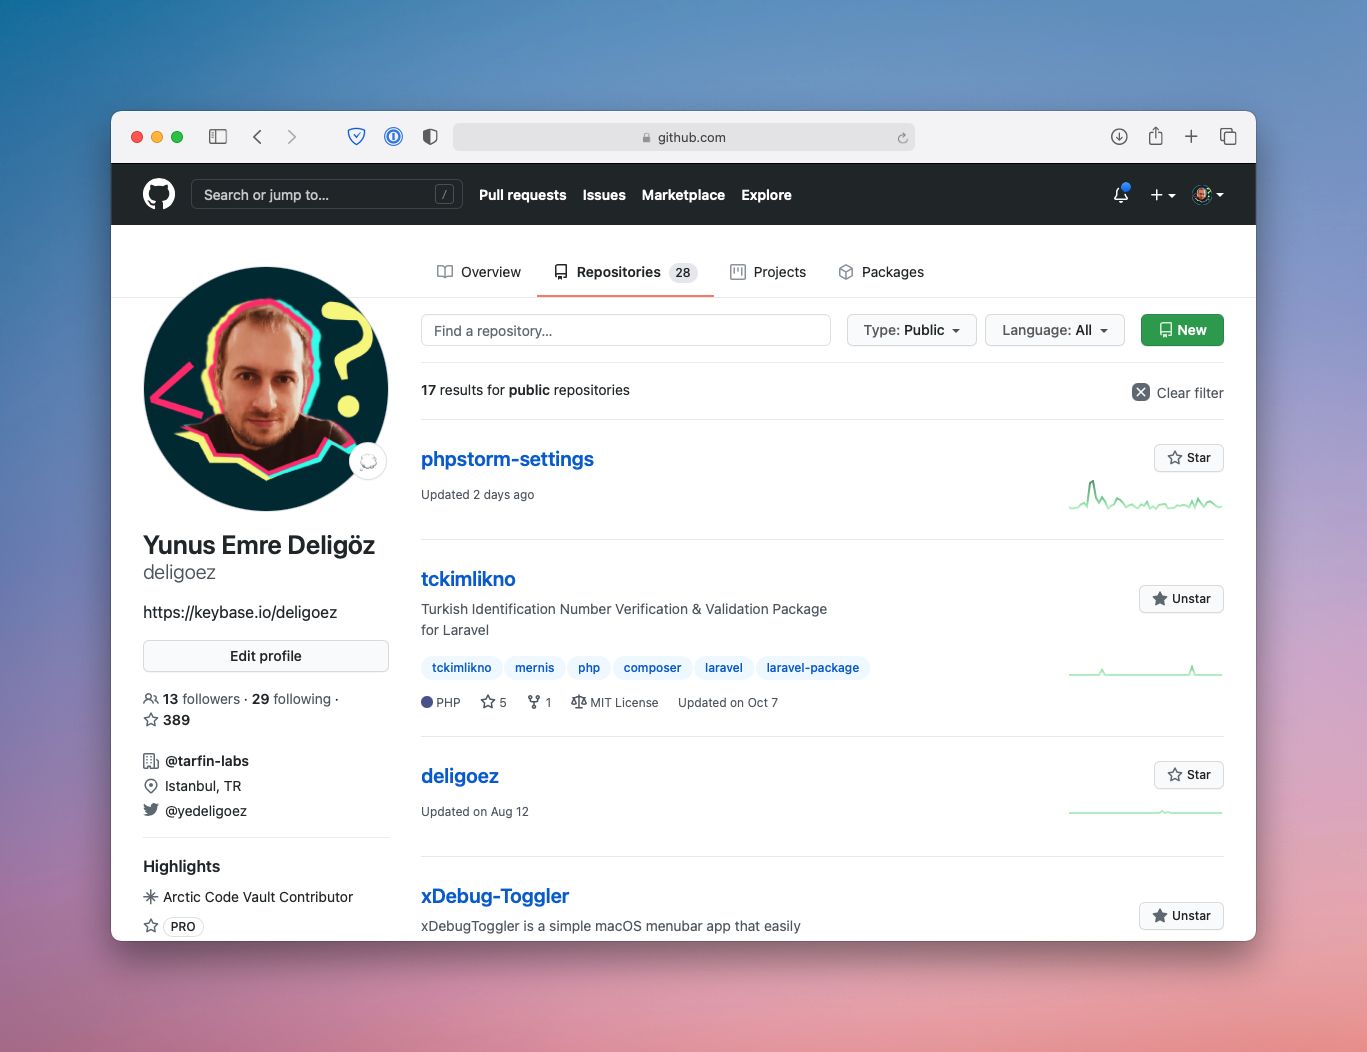 github.com
Search or jump to... /
Pull requests
Issues
Marketplace
Explore
Overview
Repositories 28
Projects
Packages
Find a repository...
Type: Public
Language: All
New
17 results for public repositories
Clear filter
phpstorm-settings
Star
Updated 2 days ago
tckimlikno
Unstar
Turkish Identification Number Verification & Validation Package
for Laravel
tckimlikno mernis php composer laravel laravel-package
PHP 5 1 MIT License Updated on Oct 7
deligoez
Star
Updated on Aug 12
xDebug-Toggler
Unstar
xDebugToggler is a simple macOS menubar app that easily
< ?
Yunus Emre Deligöz
deligoez
https://keybase.io/deligoez
Edit profile
13 followers · 29 following ·
389
@tarfin-labs
Istanbul, TR
@yedeligoez
Highlights
Arctic Code Vault Contributor
PRO